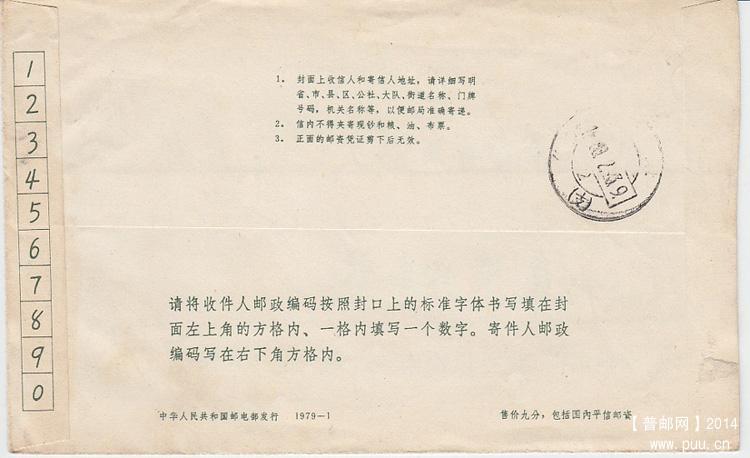 1
2
3
4
5
6
7
8
9
0
1. 封面上收信人和寄信人地址,请详细写明
省、市、县、区、公社、大队、街道名称、门牌
号码,机关名称等,以便邮局准确寄递。
2. 信内不得夹寄现钞和粮、油、布票。
3. 正面的邮资凭证剪下后无效。
请将收件人邮政编码按照封口上的标准字体书写填在封
面左上角的方格内、一格内填写一个数字。寄件人邮政
编码写在右下角方格内。
中华人民共和国邮电部发行 1979—1
售价九分,包括国内平信邮资
【普邮网】2014
www.puu.cn